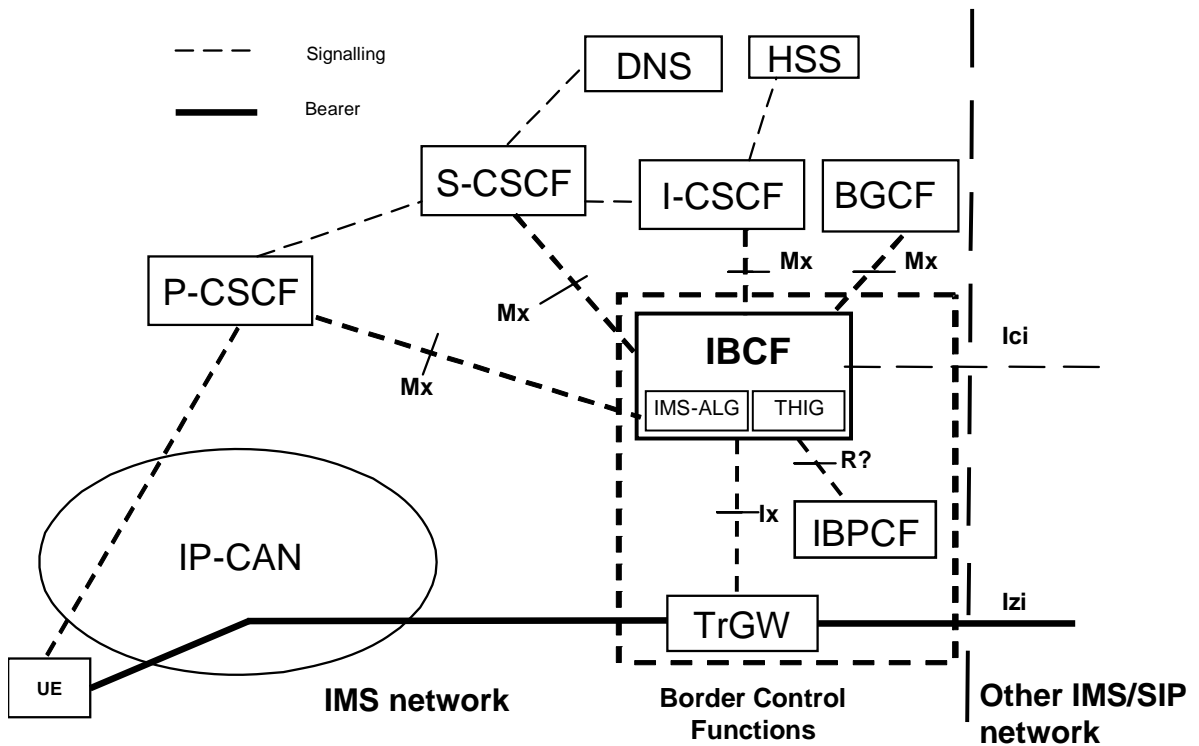 Signalling
DNS
HSS
Bearer
S-CSCF
I-CSCF
BGCF
P-CSCF
Mx
Mx
Mx
Mx
IBCF
Ici
IMS-ALG
THIG
R?
Ix
IBPCF
IP-CAN
TrGW
Izi
UE
IMS network
Border Control
Functions
Other IMS/SIP
network